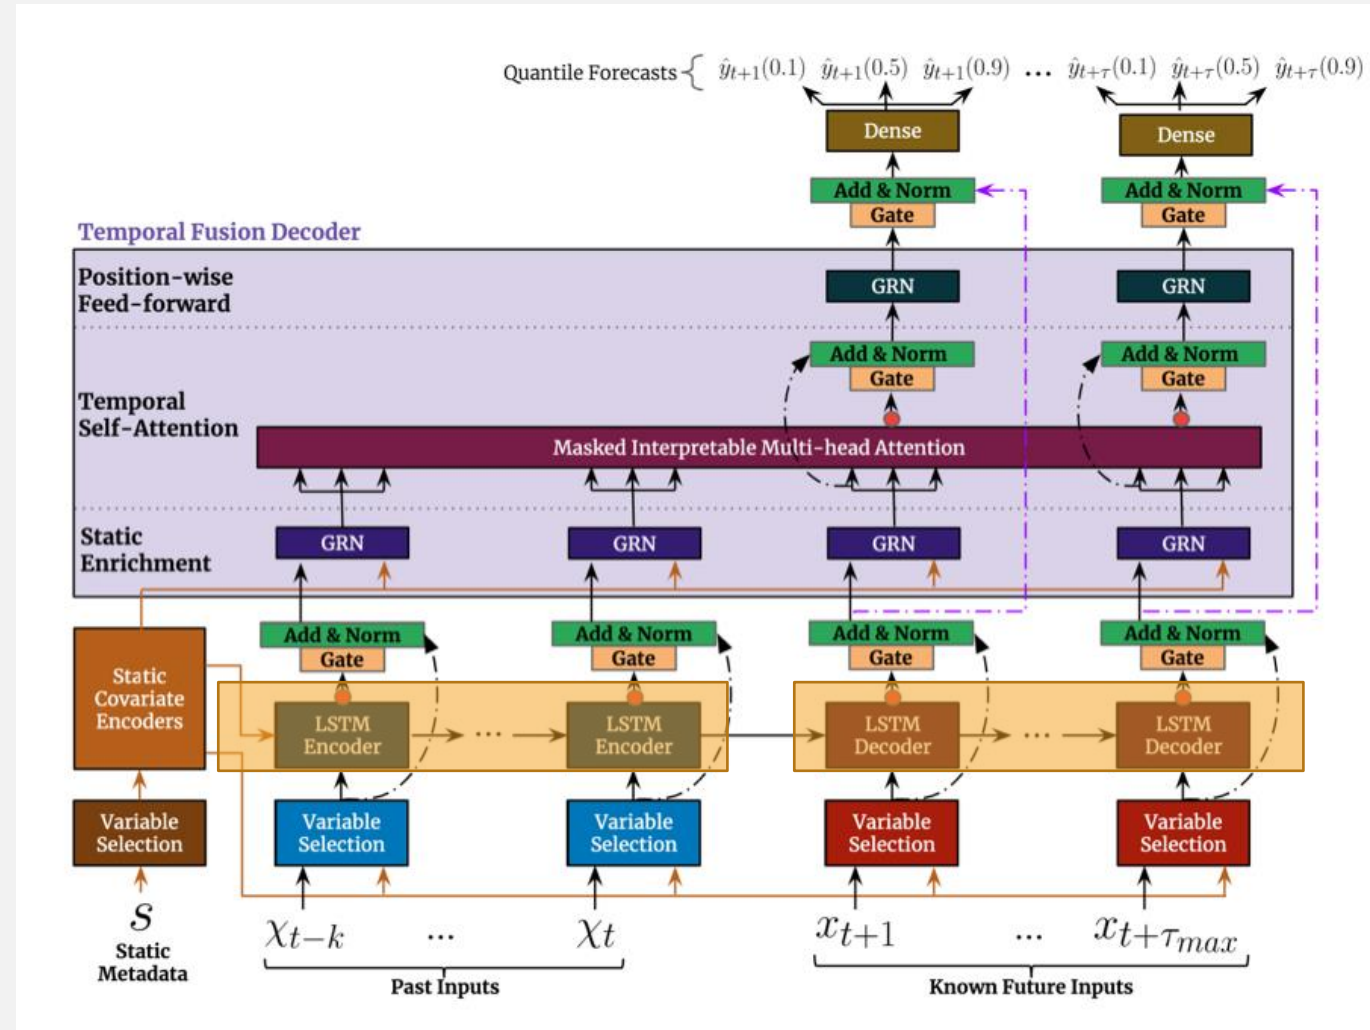 Quantile Forecasts { ŷt+1(0.1) ŷt+1(0.5) ŷt+1(0.9) ... ŷt+τ(0.1) ŷt+τ(0.5) ŷt+τ(0.9)
Dense Dense
Add & Norm Add & Norm
Gate Gate
Temporal Fusion Decoder
Position-wise
Feed-forward
GRN GRN
Add & Norm Add & Norm
Gate Gate
Temporal
Self-Attention
Masked Interpretable Multi-head Attention
Static
Enrichment
GRN GRN GRN GRN
Add & Norm Add & Norm Add & Norm Add & Norm
Gate Gate Gate Gate
Static
Covariate
Encoders
LSTM
Encoder
...
LSTM
Encoder
LSTM
Decoder
...
LSTM
Decoder
Variable
Selection
Variable
Selection
Variable
Selection
Variable
Selection
Variable
Selection
s
Static
Metadata
χt−k ... χt xt+1 ... xt+τmax
Past Inputs Known Future Inputs